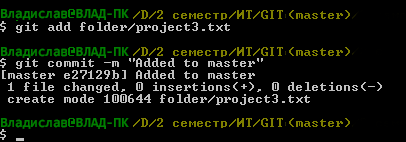 Владислав@ВЛАД-ПК /D/2 семестр/ИТ/GIT (master)
$ git add folder/project3.txt
Владислав@ВЛАД-ПК /D/2 семестр/ИТ/GIT (master)
$ git commit -m "Added to master"
[master e27129b] Added to master
1 file changed, 0 insertions(+), 0 deletions(-)
create mode 100644 folder/project3.txt
Владислав@ВЛАД-ПК /D/2 семестр/ИТ/GIT (master)
$